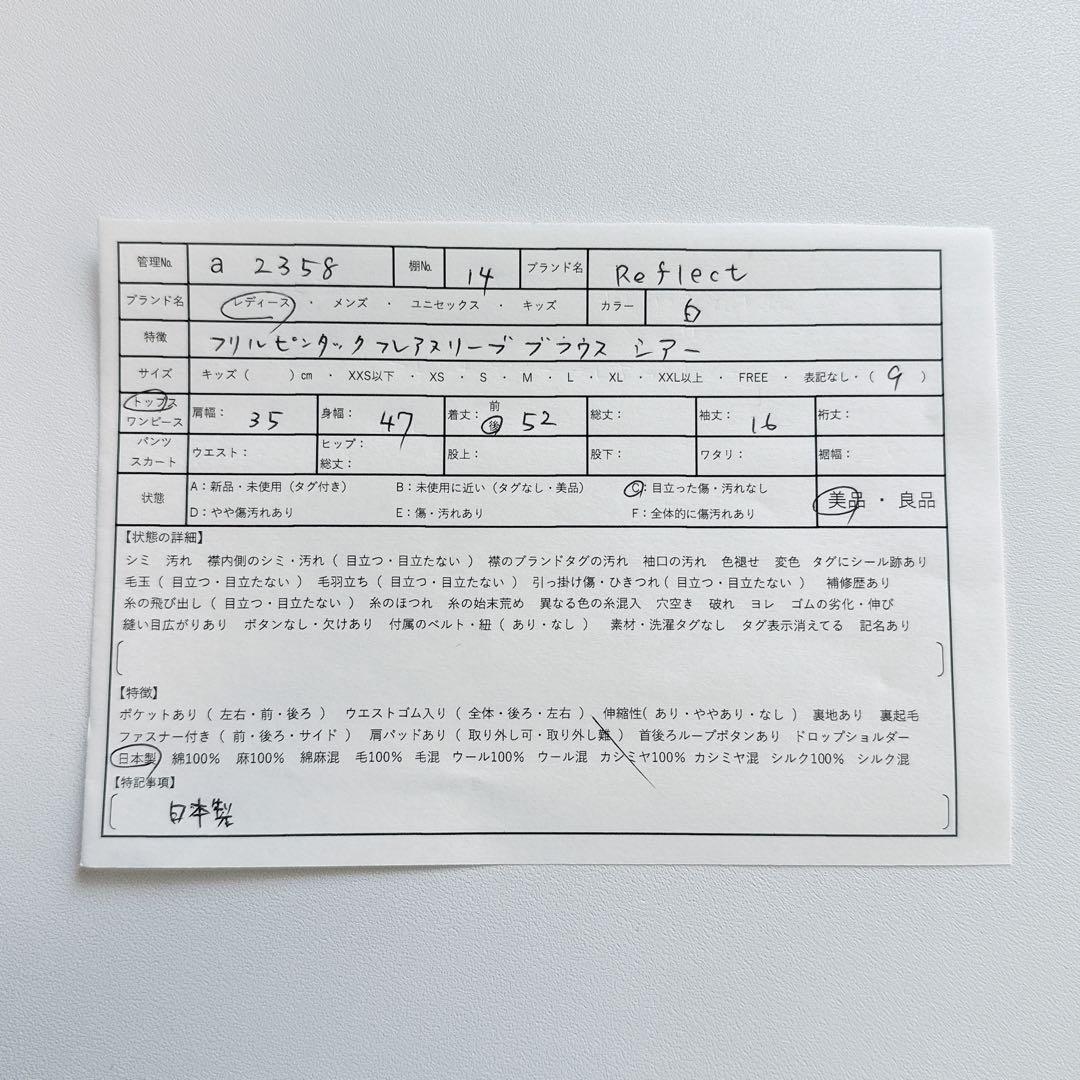 管理No. a 2358 棚No. 14 ブランド名 Reflect
ブランド名 レディース ・ メンズ ・ ユニセックス ・ キッズ カラー 白
特徴 フリルピンタックフレアスリーブブラウス シアー
サイズ キッズ（ ）cm ・ XXS以下 ・ XS ・ S ・ M ・ L ・ XL ・ XXL以上 ・ FREE ・ 表記なし・（ 9 ）
トップス ワンピース 肩幅： 35 身幅： 47 着丈： 前 後 52 総丈： 袖丈： 16 裄丈：
パンツ スカート ウエスト： ヒップ： 総丈： 股上： 股下： ワタリ： 裾幅：
状態 A：新品・未使用（タグ付き） B：未使用に近い（タグなし・美品） C：目立った傷・汚れなし 美品 ・ 良品
D：やや傷汚れあり E：傷・汚れあり F：全体的に傷汚れあり
【状態の詳細】
シミ 汚れ 襟内側のシミ・汚れ（ 目立つ・目立たない ） 襟のブランドタグの汚れ 袖口の汚れ 色褪せ 変色 タグにシール跡あり
毛玉（ 目立つ・目立たない ） 毛羽立ち（ 目立つ・目立たない ） 引っ掛け傷・ひきつれ（ 目立つ・目立たない ） 補修歴あり
糸の飛び出し（ 目立つ・目立たない ） 糸のほつれ 糸の始末荒め 異なる色の糸混入 穴空き 破れ ヨレ ゴムの劣化・伸び
縫い目広がりあり ボタンなし・欠けあり 付属のベルト・紐（ あり・なし ） 素材・洗濯タグなし タグ表示消えてる 記名あり
【特徴】
ポケットあり（ 左右・前・後ろ ） ウエストゴム入り（ 全体・後ろ・左右 ） 伸縮性（ あり・ややあり・なし ） 裏地あり 裏起毛
ファスナー付き（ 前・後ろ・サイド ） 肩パッドあり（ 取り外し可・取り外し難 ） 首後ろループボタンあり ドロップショルダー
日本製 綿100% 麻100% 綿麻混 毛100% 毛混 ウール100% ウール混 カシミヤ100% カシミヤ混 シルク100% シルク混
【特記事項】
日本製